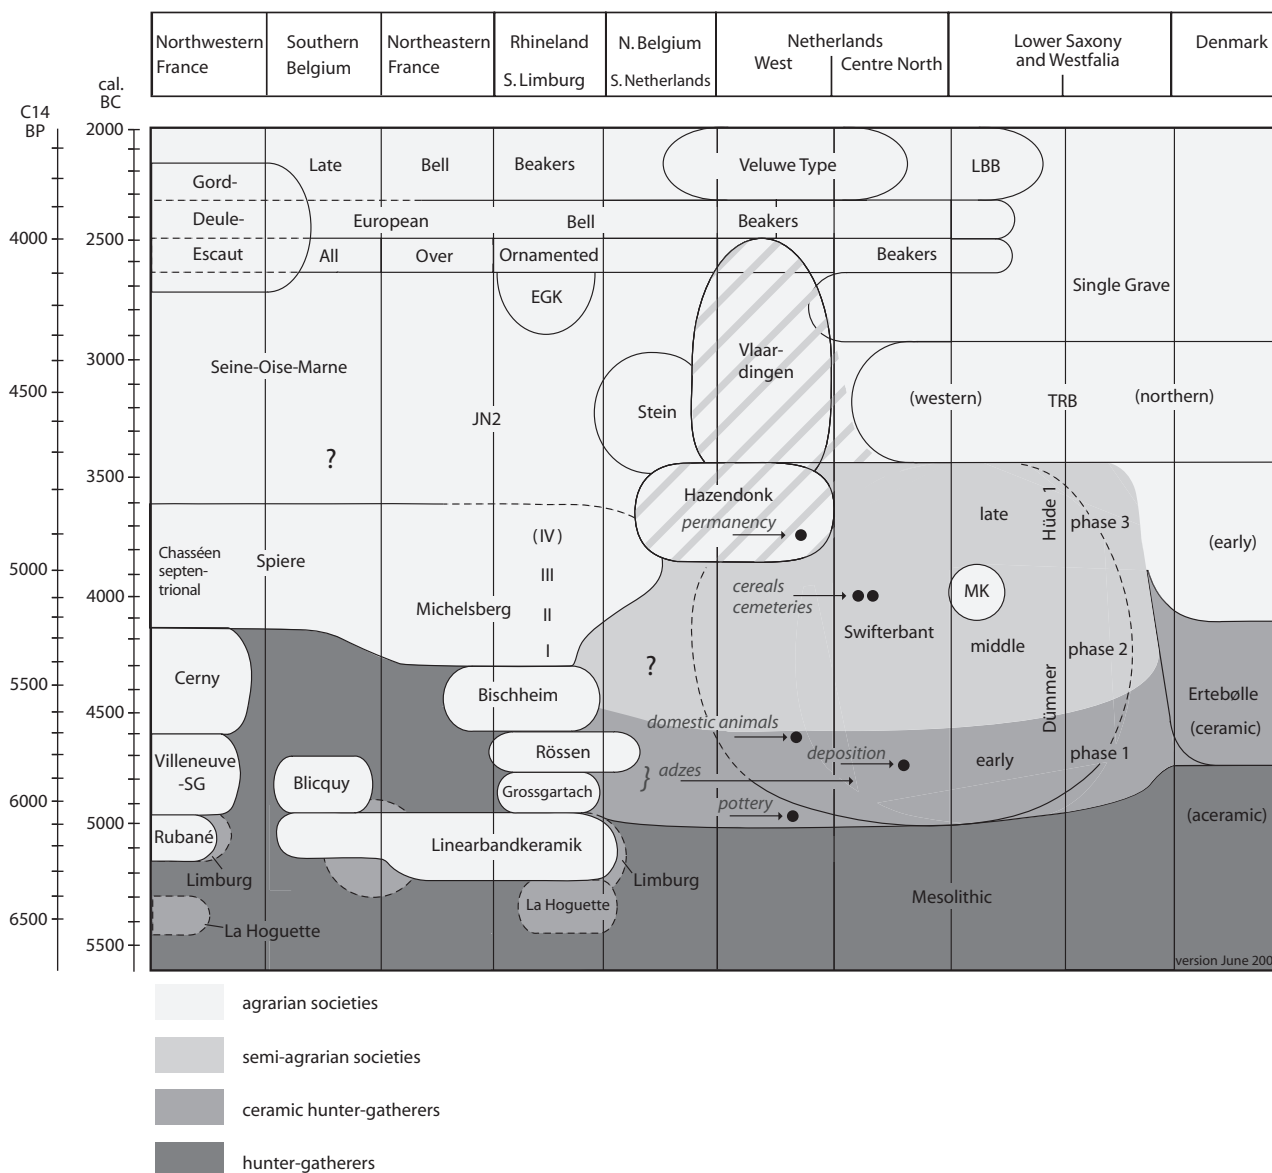 Northwestern
France
Southern
Belgium
Northeastern
France
Rhineland
S. Limburg
N. Belgium
S. Netherlands
Netherlands
West
Centre North
Lower Saxony
and Westfalia
Denmark
cal.
BC
C14
BP
2000
2500
3000
3500
4000
4500
5000
5500
4000
4500
5000
5500
6000
6500
Late
Bell
Beakers
Veluwe Type
LBB
Gord-
Deule-
Escaut
European
Bell
Beakers
All
Over
Ornamented
Beakers
EGK
Single Grave
Seine-Oise-Marne
Vlaar-
dingen
Stein
JN2
(western)
TRB
(northern)
?
Hazendonk
permanency
late
Hüde 1
phase 3
(early)
Chasséen
septen-
trional
Spiere
(IV)
III
II
I
Michelsberg
cereals
cemeteries
MK
Swifterbant
middle
phase 2
Dümmer
?
Cerny
Bischheim
Ertebølle
(ceramic)
domestic animals
Villeneuve
-SG
Rössen
deposition
early
phase 1
Blicquy
Grossgartach
} adzes
pottery
(aceramic)
Rubané
Linearbandkeramik
Limburg
Limburg
La Hoguette
La Hoguette
Mesolithic
version June 200
agrarian societies
semi-agrarian societies
ceramic hunter-gatherers
hunter-gatherers